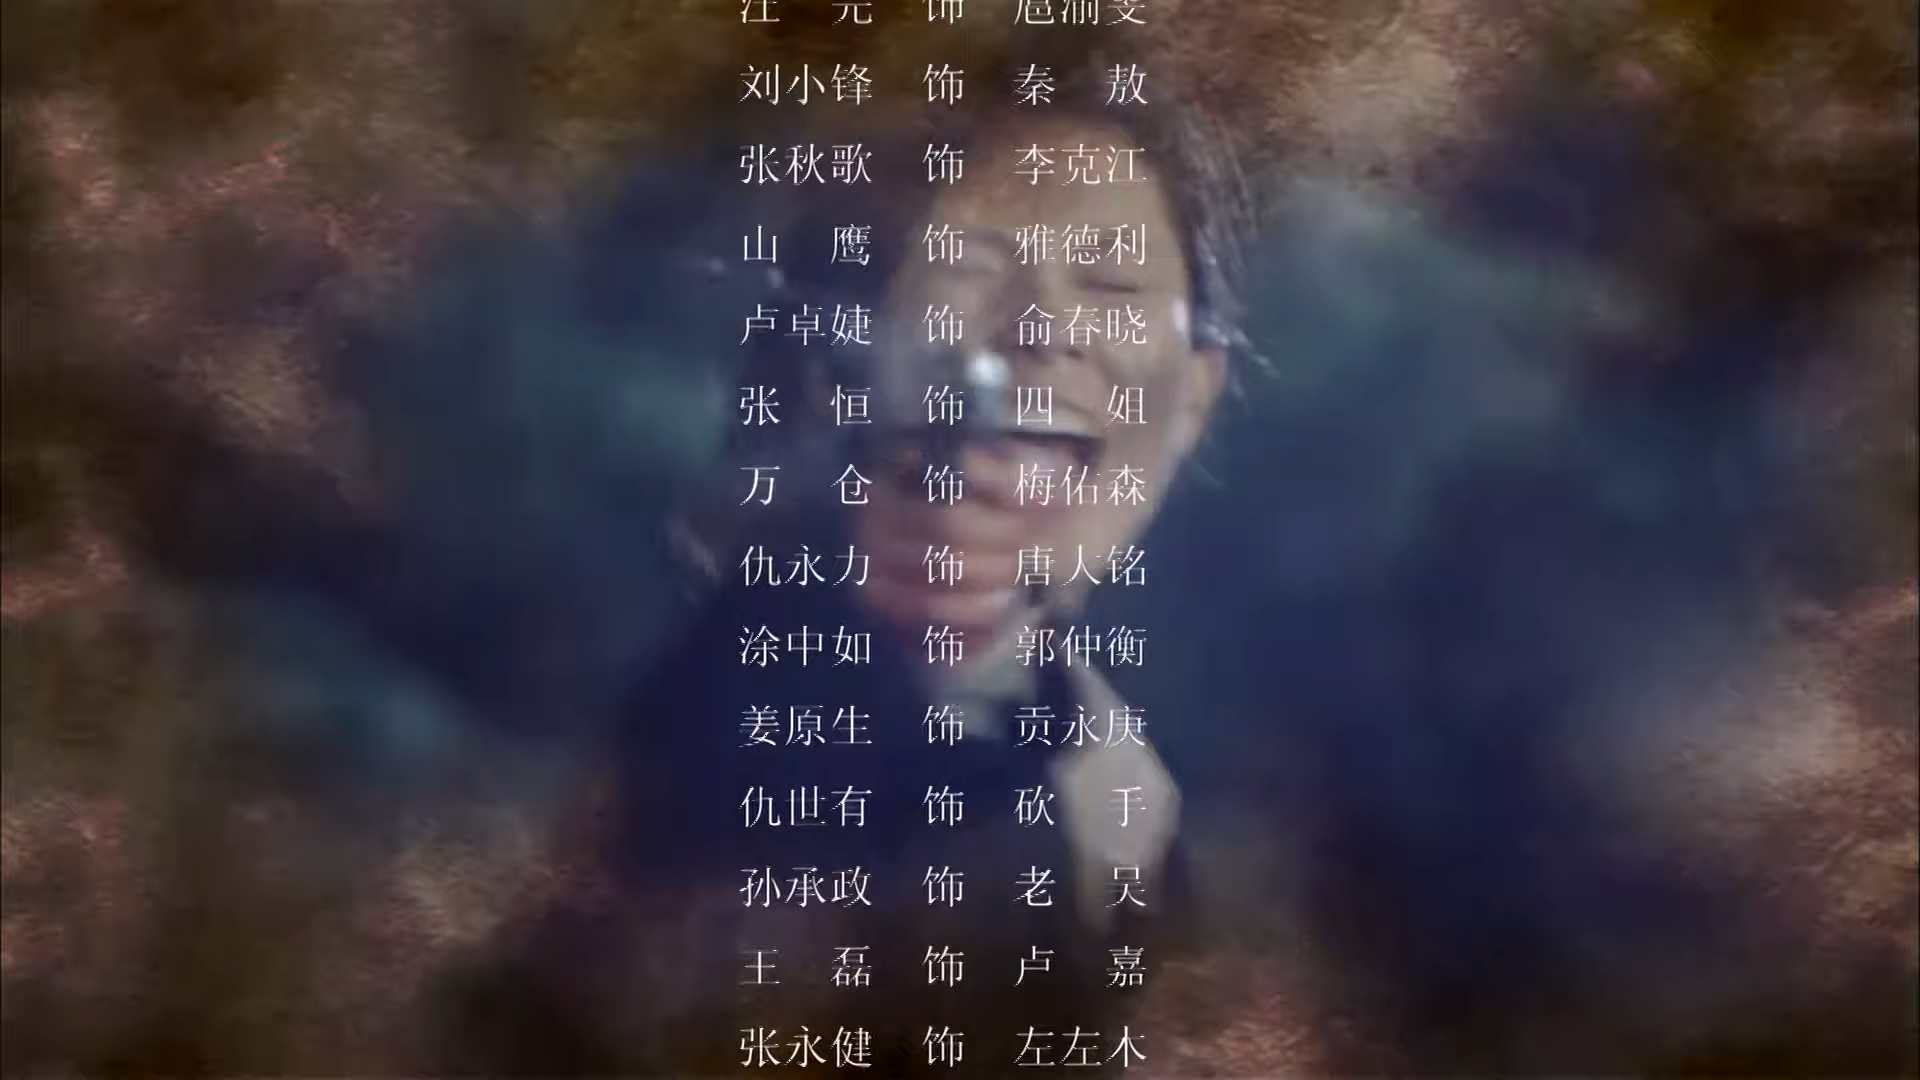 刘小锋 饰 秦敖
张秋歌 饰 李克江
山鹰 饰 雅德利
卢卓婕 饰 俞春晓
张恒 饰 四姐
万仓 饰 梅佑森
仇永力 饰 唐人铭
涂中如 饰 郭仲衡
姜原生 饰 贡永庚
仇世有 饰 砍手
孙承政 饰 老吴
王磊 饰 卢嘉
张永健 饰 左左木